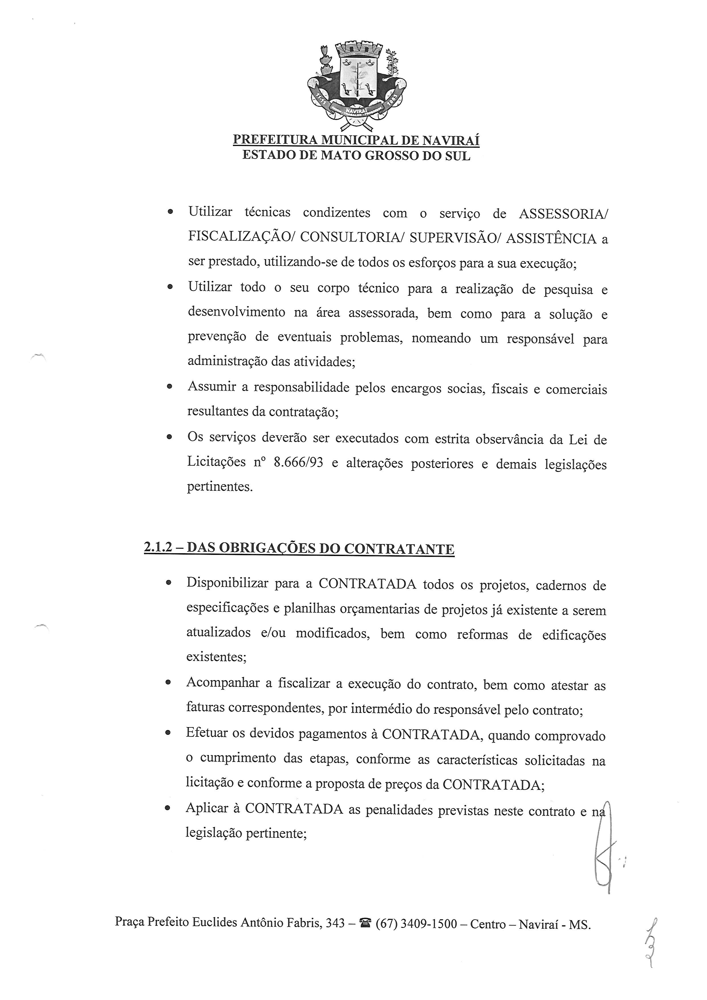 11-11
NAVIRAÍ
1963
PREFEITURA MUNICIPAL DE NAVIRAÍ
ESTADO DE MATO GROSSO DO SUL
• Utilizar técnicas condizentes com o serviço de ASSESSORIA/
FISCALIZAÇÃO/ CONSULTORIA/ SUPERVISÃO/ ASSISTÊNCIA a
ser prestado, utilizando-se de todos os esforços para a sua execução;
• Utilizar todo o seu corpo técnico para a realização de pesquisa e
desenvolvimento na área assessorada, bem como para a solução e
prevenção de eventuais problemas, nomeando um responsável para
administração das atividades;
• Assumir a responsabilidade pelos encargos socias, fiscais e comerciais
resultantes da contratação;
• Os serviços deverão ser executados com estrita observância da Lei de
Licitações nº 8.666/93 e alterações posteriores e demais legislações
pertinentes.
2.1.2 – DAS OBRIGAÇÕES DO CONTRATANTE
• Disponibilizar para a CONTRATADA todos os projetos, cadernos de
especificações e planilhas orçamentarias de projetos já existente a serem
atualizados e/ou modificados, bem como reformas de edificações
existentes;
• Acompanhar a fiscalizar a execução do contrato, bem como atestar as
faturas correspondentes, por intermédio do responsável pelo contrato;
• Efetuar os devidos pagamentos à CONTRATADA, quando comprovado
o cumprimento das etapas, conforme as características solicitadas na
licitação e conforme a proposta de preços da CONTRATADA;
• Aplicar à CONTRATADA as penalidades previstas neste contrato e na
legislação pertinente;
Praça Prefeito Euclides Antônio Fabris, 343 – ☎ (67) 3409-1500 – Centro – Naviraí - MS.